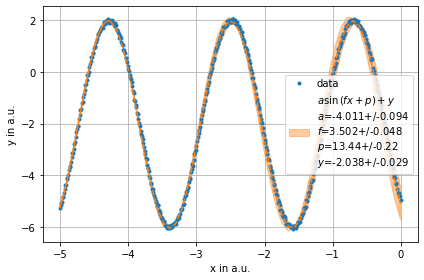 2
0
−2
−4
−6
y in a.u.
data
a sin(fx + p) + y
a=-4.011+/-0.094
f=3.502+/-0.048
p=13.44+/-0.22
y=-2.038+/-0.029
−5 −4 −3 −2 −1 0
x in a.u.